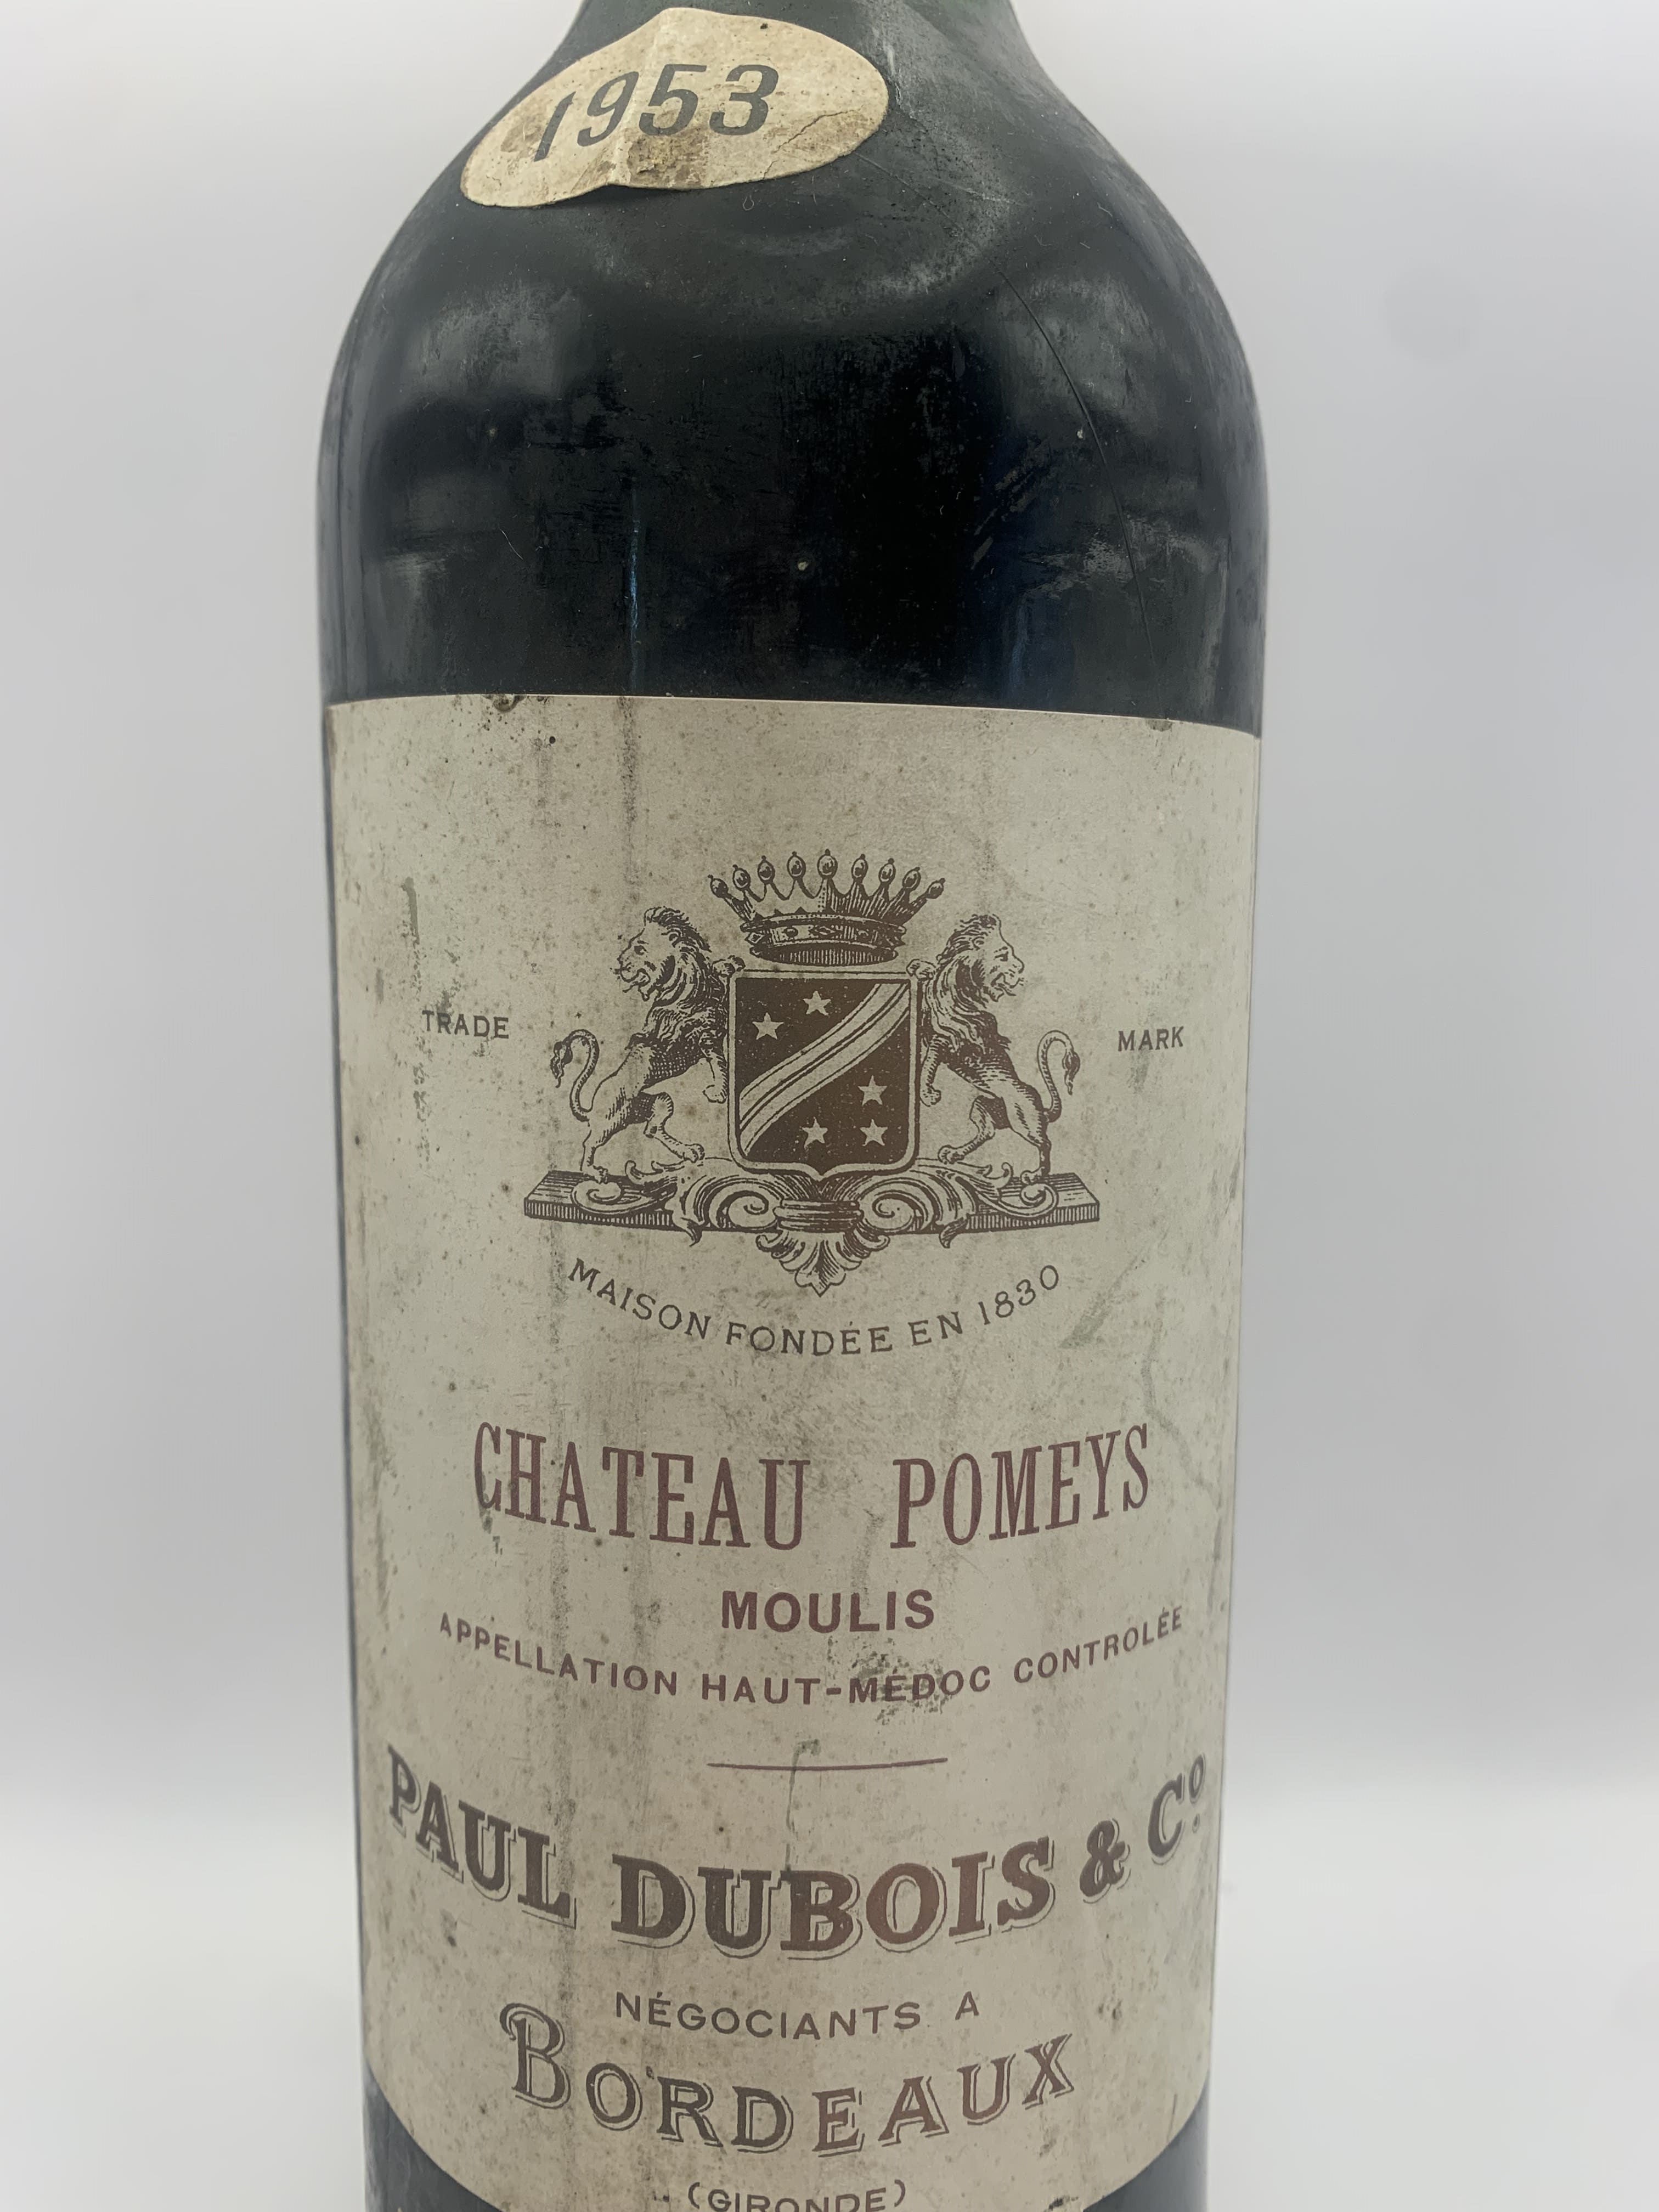 1953
TRADE MARK
MAISON FONDÉE EN 1830
CHATEAU POMEYS
MOULIS
APPELLATION HAUT-MÉDOC CONTROLÉE
PAUL DUBOIS & Cº
NÉGOCIANTS A
BORDEAUX
(GIRONDE)